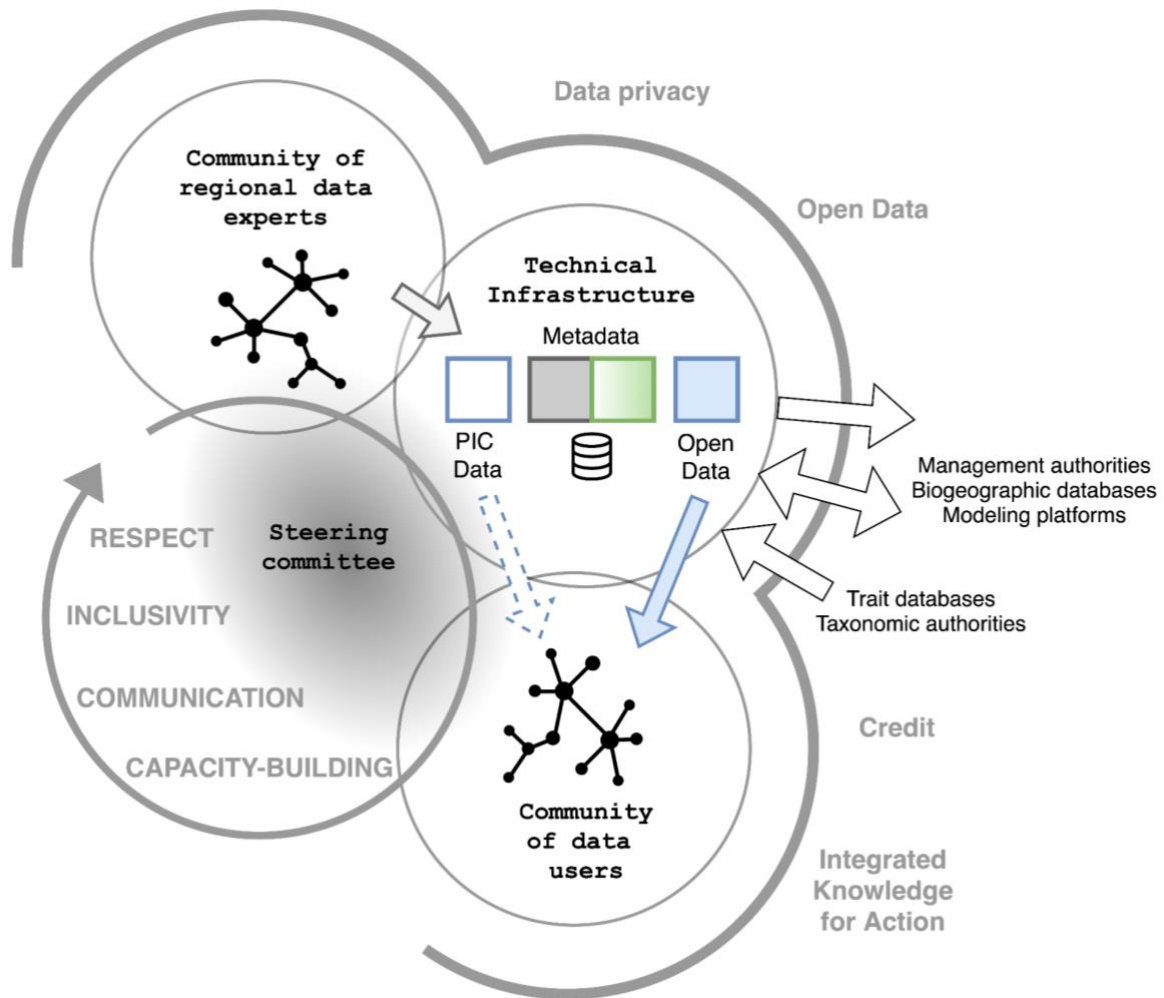 Data privacy
Community of
regional data
experts
Open Data
Technical
Infrastructure
Metadata
PIC
Data
Open
Data
Management authorities
Biogeographic databases
Modeling platforms
RESPECT
Steering
committee
INCLUSIVITY
Trait databases
Taxonomic authorities
COMMUNICATION
Credit
CAPACITY-BUILDING
Community
of data
users
Integrated
Knowledge
for Action